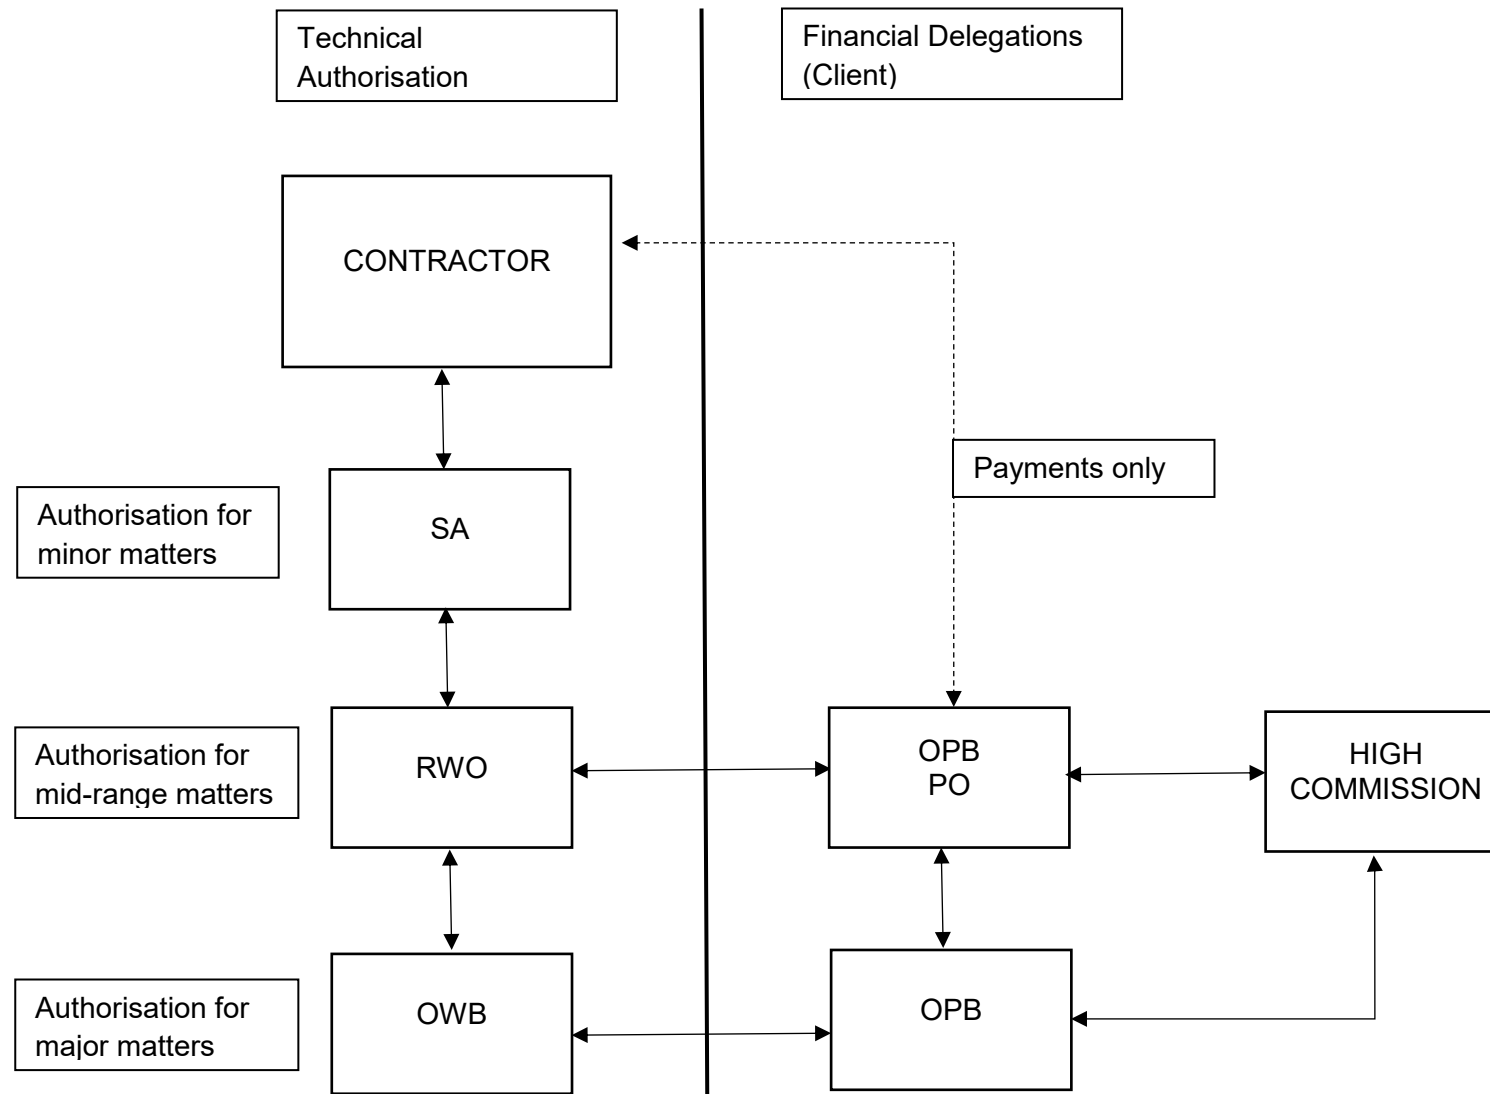 Technical
Authorisation
Financial Delegations
(Client)
CONTRACTOR
Payments only
Authorisation for
minor matters
SA
Authorisation for
mid-range matters
RWO
OPB
PO
HIGH
COMMISSION
Authorisation for
major matters
OWB
OPB